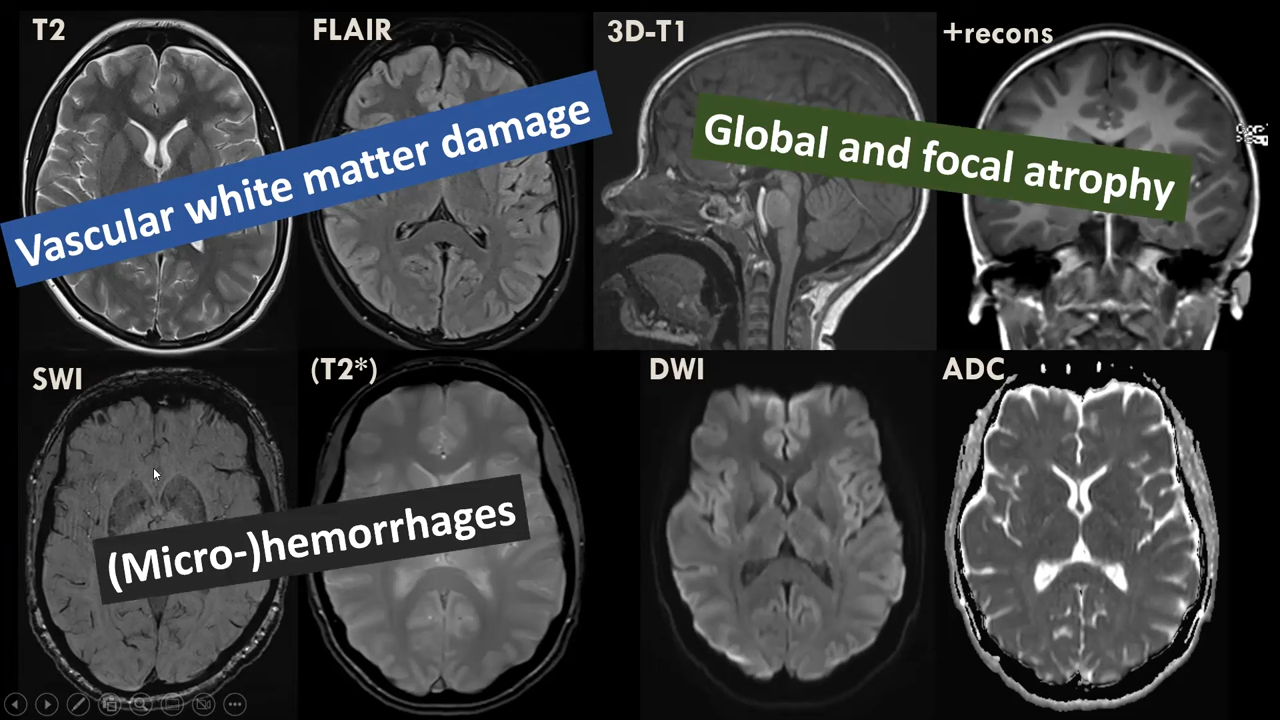 T2
FLAIR
3D-T1
+recons
Vascular white matter damage
Global and focal atrophy
SWI
(T2*)
DWI
ADC
(Micro-)hemorrhages